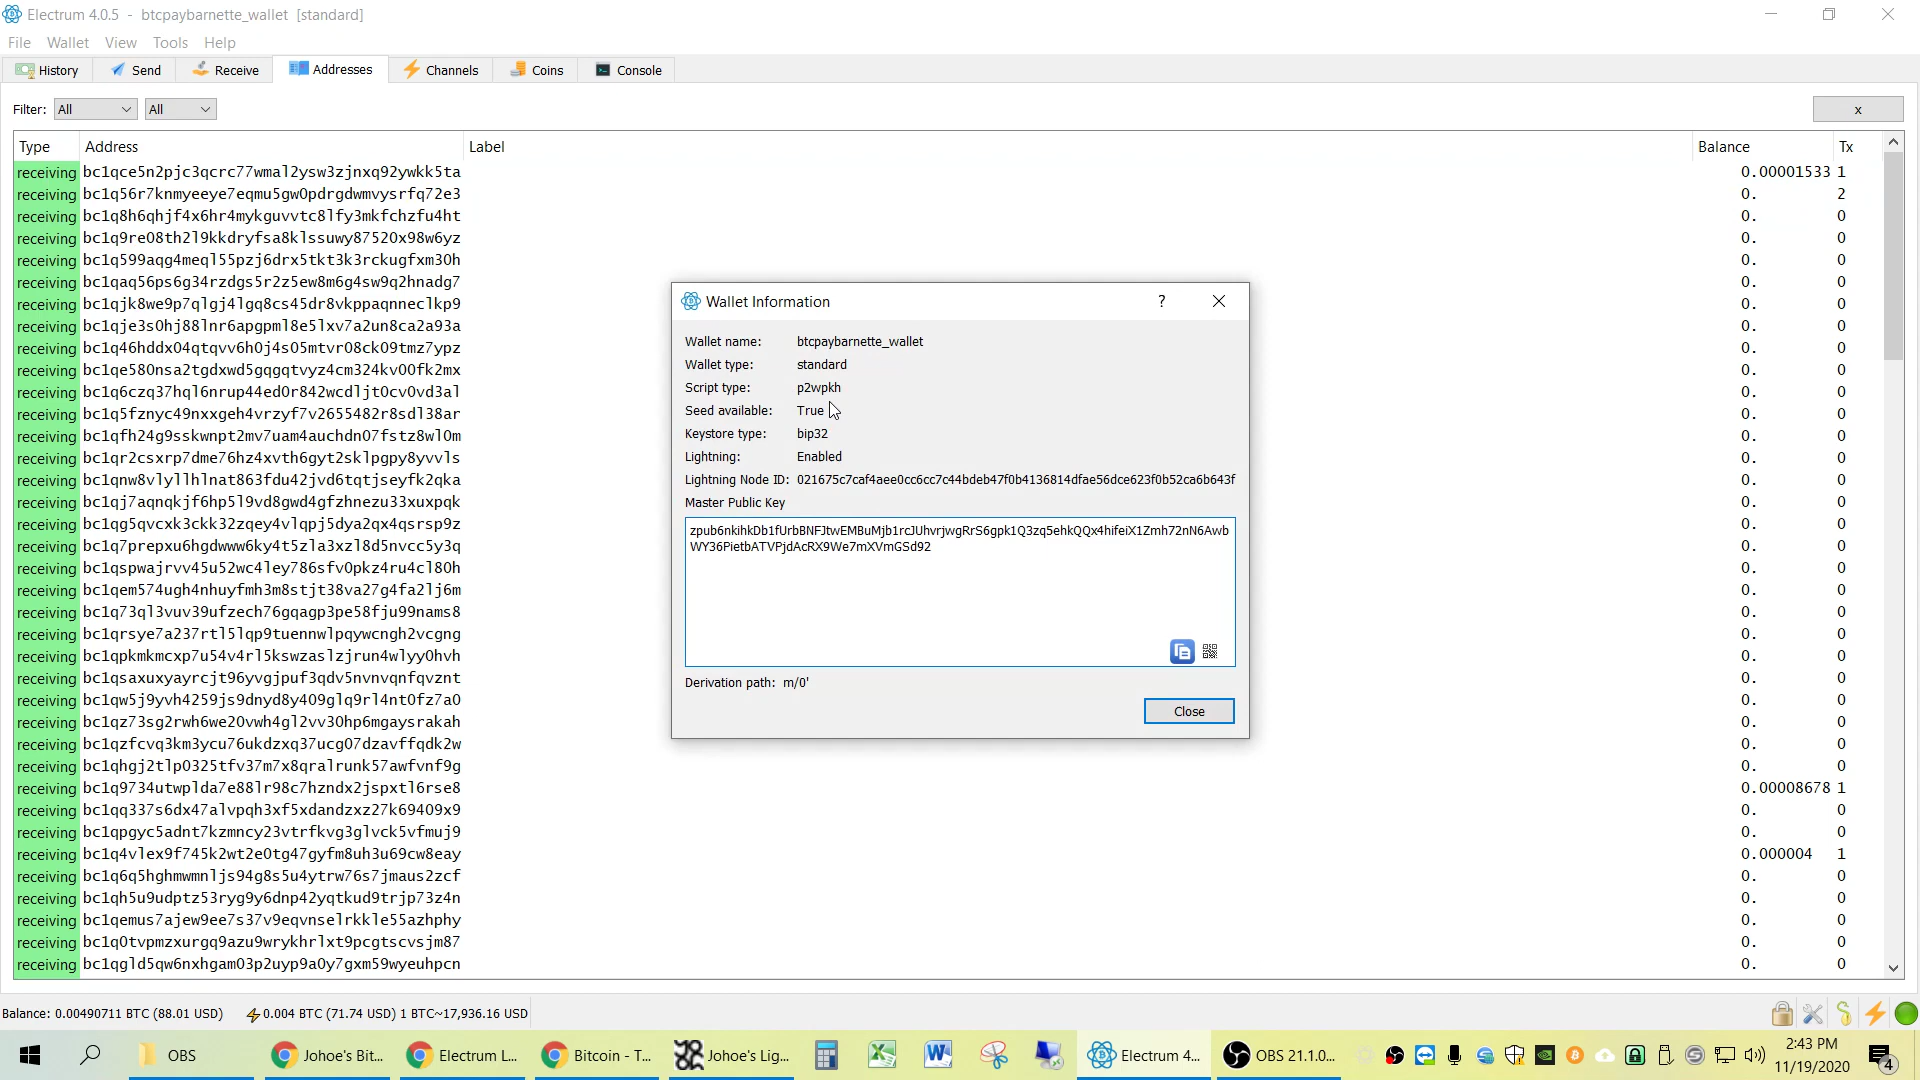 Electrum 4.0.5 - btcpaybarnette_wallet [standard]
File Wallet View Tools Help
History Send Receive Addresses Channels Coins Console
Filter: All All x
Type Address Label Balance Tx
receiving bc1qce5n2pjc3qcrc77wmal2ysw3zjnxq92ywkk5ta 0.00001533 1
receiving bc1q56r7knmyeeye7eqmu5gw0pdrgdwmvysrfq72e3 0. 2
receiving bc1q8h6qhjf4x6hr4mykguvvtc8lfy3mkfchzfu4ht 0. 0
receiving bc1q9re08th2l9kkdryfsa8klssuwy87520x98w6yz 0. 0
receiving bc1q599aqg4meql55pzj6drx5tkt3k3rckugfxm30h 0. 0
receiving bc1qaq56ps6g34rzdgs5r2z5ew8m6g4sw9q2hnadg7 0. 0
receiving bc1qjk8we9p7qlgj4lgq8cs45dr8vkppaqnneclkp9 0. 0
receiving bc1qje3s0hj88lnr6apgpml8e5lxv7a2un8ca2a93a 0. 0
receiving bc1q46hddx04qtqvv6h0j4s05mtvr08ck09tmz7ypz 0. 0
receiving bc1qe580nsa2tgdxwd5gqgqtvyz4cm324kv00fk2mx 0. 0
receiving bc1q6czq37hql6nrup44ed0r842wcdljt0cv0vd3al 0. 0
receiving bc1q5fznyc49nxxgeh4vrzyf7v2655482r8sdl38ar 0. 0
receiving bc1qfh24g9sskwnpt2mv7uam4auchdn07fstz8wl0m 0. 0
receiving bc1qr2csxrp7dme76hz4xvth6gyt2sklpgpy8yvvls 0. 0
receiving bc1qnw8vlyllhlnat863fdu42jvd6tqtjseyfk2qka 0. 0
receiving bc1qj7aqnqkjf6hp5l9vd8gwd4gfzhnezu33xuxpqk 0. 0
receiving bc1qg5qvcxk3ckk32zqey4vlqpj5dya2qx4qsrsp9z 0. 0
receiving bc1q7prepxu6hgdwww6ky4t5zla3xzl8d5nvcc5y3q 0. 0
receiving bc1qspwajrvv45u52wc4ley786sfv0pkz4ru4cl80h 0. 0
receiving bc1qem574ugh4nhuyfmh3m8stjt38va27g4fa2lj6m 0. 0
receiving bc1q73ql3vuv39ufzech76gqagp3pe58fju99nams8 0. 0
receiving bc1qrsye7a237rtl5lqp9tuennwlpqywcngh2vcgng 0. 0
receiving bc1qpkmkmcxp7u54v4rl5kswzaslzjrun4wlyy0hvh 0. 0
receiving bc1qsaxuxyayrcjt96yvgjpuf3qdv5nvnvqnfqvznt 0. 0
receiving bc1qw5j9yvh4259js9dnyd8y409glq9rl4nt0fz7a0 0. 0
receiving bc1qz73sg2rwh6we20vwh4gl2vv30hp6mgaysrakah 0. 0
receiving bc1qzfcvq3km3ycu76ukdzxq37ucg07dzavffqdk2w 0. 0
receiving bc1qhgj2tlp0325tfv37m7x8qralrunk57awfvnf9g 0. 0
receiving bc1q9734utwplda7e88lr98c7hzndx2jspxtl6rse8 0.00008678 1
receiving bc1qq337s6dx47alvpqh3xf5xdandzxz27k69409x9 0. 0
receiving bc1qpgyc5adnt7kzmncy23vtrfkvg3glvck5vfmuj9 0. 0
receiving bc1q4vlex9f745k2wt2e0tg47gyfm8uh3u69cw8eay 0.000004 1
receiving bc1q6q5hghmwmnljs94g8s5u4ytrw76s7jmaus2zcf 0. 0
receiving bc1qh5u9udptz53ryg9y6dnp42yqtkud9trjp73z4n 0. 0
receiving bc1qemus7ajew9ee7s37v9eqvnselrkkle55azhphy 0. 0
receiving bc1q0tvpmzxurgq9azu9wrykhrlxt9pcgtscvsjm87 0. 0
receiving bc1qgld5qw6nxhgam03p2uyp9a0y7gxm59wyeuhpcn 0. 0
Wallet Information ?
Wallet name: btcpaybarnette_wallet
Wallet type: standard
Script type: p2wpkh
Seed available: True
Keystore type: bip32
Lightning: Enabled
Lightning Node ID: 021675c7caf4aee0cc6cc7c44bdeb47f0b4136814dfae56dce623f0b52ca6b643f
Master Public Key
zpub6nkihkDb1fUrbBNFJtwEMBuMjb1rcJUhvrjwgRrS6gpk1Q3zq5ehkQQx4hifeiX1Zmh72nN6Awb
WY36PietbATVPjdAcRX9We7mXVmGSd92
Derivation path: m/0'
Close
Balance: 0.00490711 BTC (88.01 USD) 0.004 BTC (71.74 USD) 1 BTC~17,936.16 USD
OBS Johoe's Bit... Electrum L... Bitcoin - T... Johoe's Lig... Electrum 4... OBS 21.1.0...
2:43 PM
11/19/2020
4